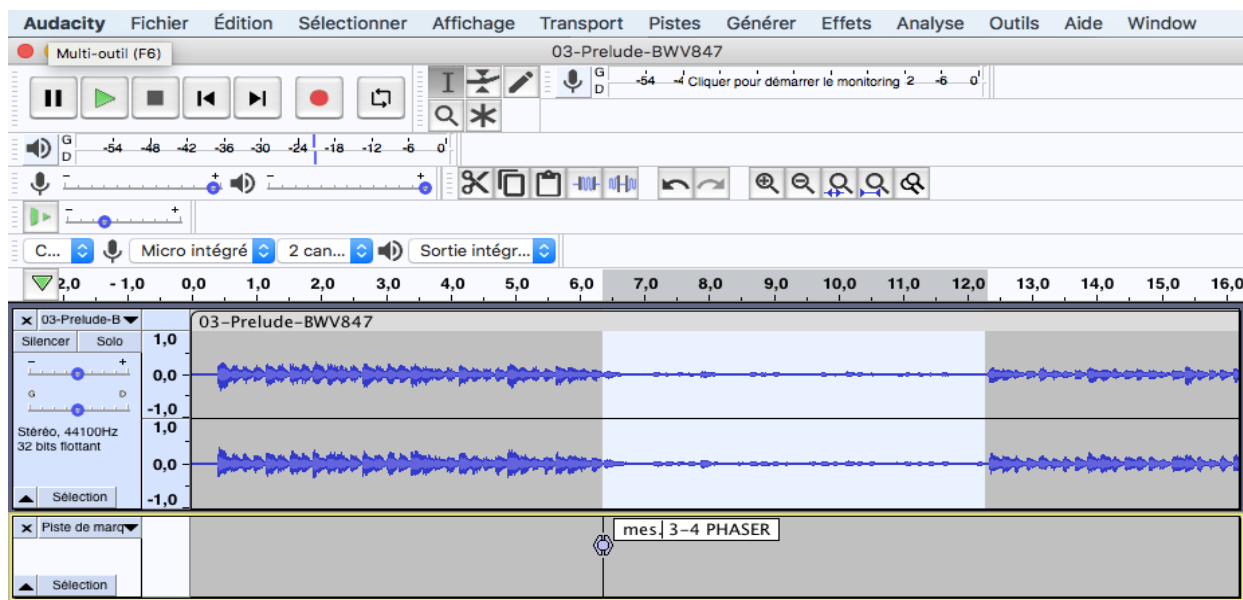 Audacity Fichier Édition Sélectionner Affichage Transport Pistes Générer Effets Analyse Outils Aide Window
Multi-outil (F6) 03-Prelude-BWV847
G D -54 -4 Cliquer pour démarrer le monitoring 2 -6 0
G D -54 -48 -42 -36 -30 -24 -18 -12 -6 0
- + - +
- +
C... Micro intégré 2 can... Sortie intégr...
2,0 - 1,0 0,0 1,0 2,0 3,0 4,0 5,0 6,0 7,0 8,0 9,0 10,0 11,0 12,0 13,0 14,0 15,0 16,0
x 03-Prelude-B 03-Prelude-BWV847
Silencer Solo 1,0
- + 0,0
G D -1,0
Stéréo, 44100Hz 1,0
32 bits flottant
0,0
Sélection -1,0
x Piste de marq mes. 3-4 PHASER
Sélection